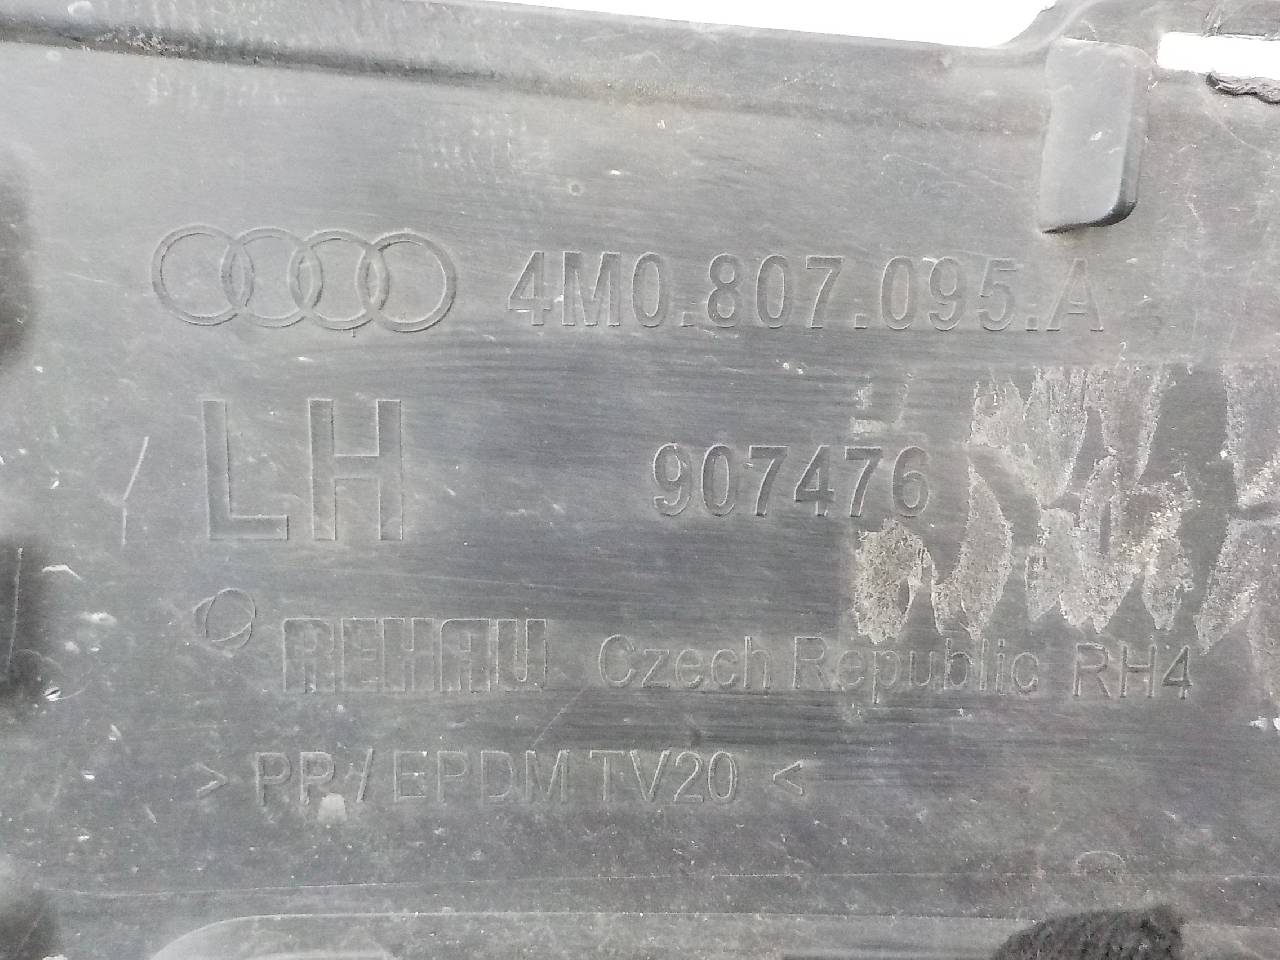 4M0.807.095.A
LH 907476
REHAU Czech Republic RH4
> PP/EPDM TV20 <